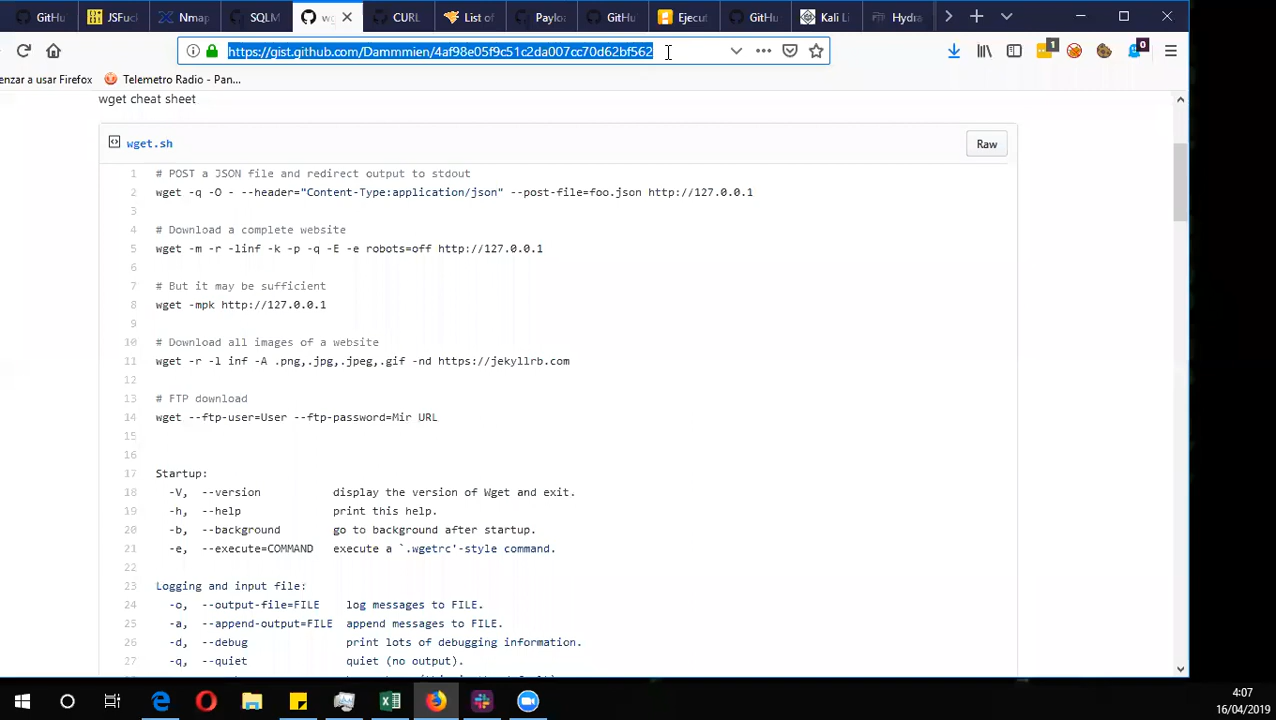 GitHu JSFuc Nmap SQLM wg CURL List of Paylo GitHu Ejecut GitHu Kali Li Hydra
https://gist.github.com/Dammmien/4af98e05f9c51c2da007cc70d62bf562
1 0
enzar a usar Firefox Telemetro Radio - Pan...
wget cheat sheet
wget.sh Raw
1 # POST a JSON file and redirect output to stdout
2 wget -q -O - --header="Content-Type:application/json" --post-file=foo.json http://127.0.0.1
3
4 # Download a complete website
5 wget -m -r -linf -k -p -q -E -e robots=off http://127.0.0.1
6
7 # But it may be sufficient
8 wget -mpk http://127.0.0.1
9
10 # Download all images of a website
11 wget -r -l inf -A .png,.jpg,.jpeg,.gif -nd https://jekyllrb.com
12
13 # FTP download
14 wget --ftp-user=User --ftp-password=Mir URL
15
16
17 Startup:
18 -V, --version display the version of Wget and exit.
19 -h, --help print this help.
20 -b, --background go to background after startup.
21 -e, --execute=COMMAND execute a `.wgetrc'-style command.
22
23 Logging and input file:
24 -o, --output-file=FILE log messages to FILE.
25 -a, --append-output=FILE append messages to FILE.
26 -d, --debug print lots of debugging information.
27 -q, --quiet quiet (no output).
4:07
16/04/2019